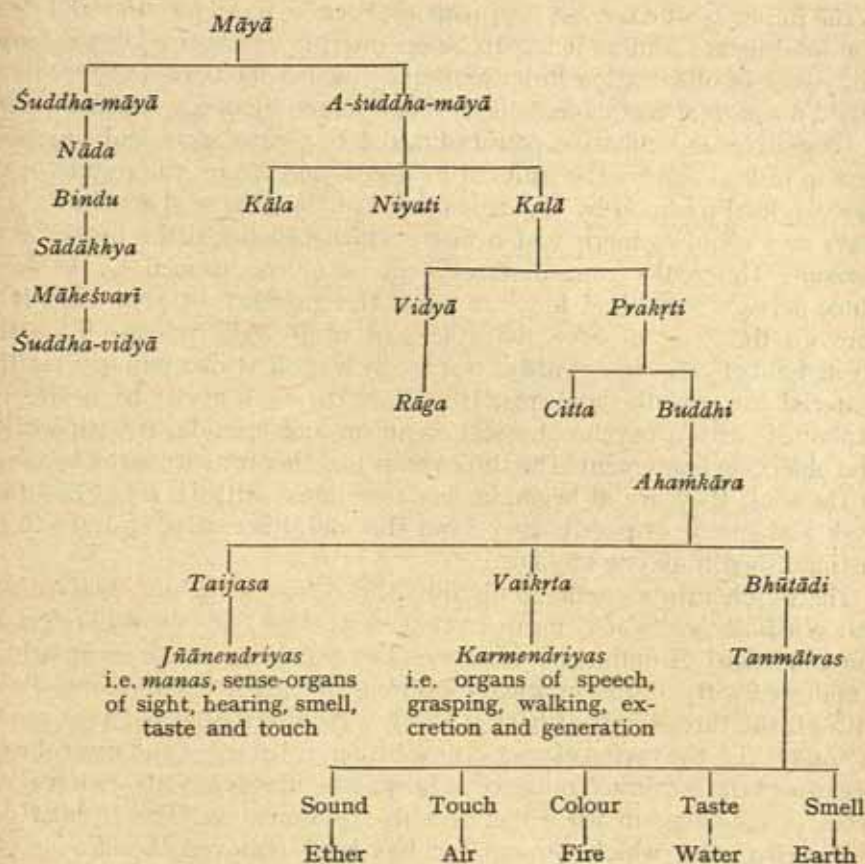 Māyā
Śuddha-māyā A-śuddha-māyā
Nāda
Bindu Kāla Niyati Kalā
Sādākhya
Māheśvarī Vidyā Prakṛti
Śuddha-vidyā
Rāga Citta Buddhi
Ahaṁkāra
Taijasa Vaikṛta Bhūtādi
Jñānendriyas Karmendriyas Tanmātras
i.e. manas, sense-organs i.e. organs of speech,
of sight, hearing, smell, grasping, walking, ex-
taste and touch cretion and generation
Sound Touch Colour Taste Smell
Ether Air Fire Water Earth